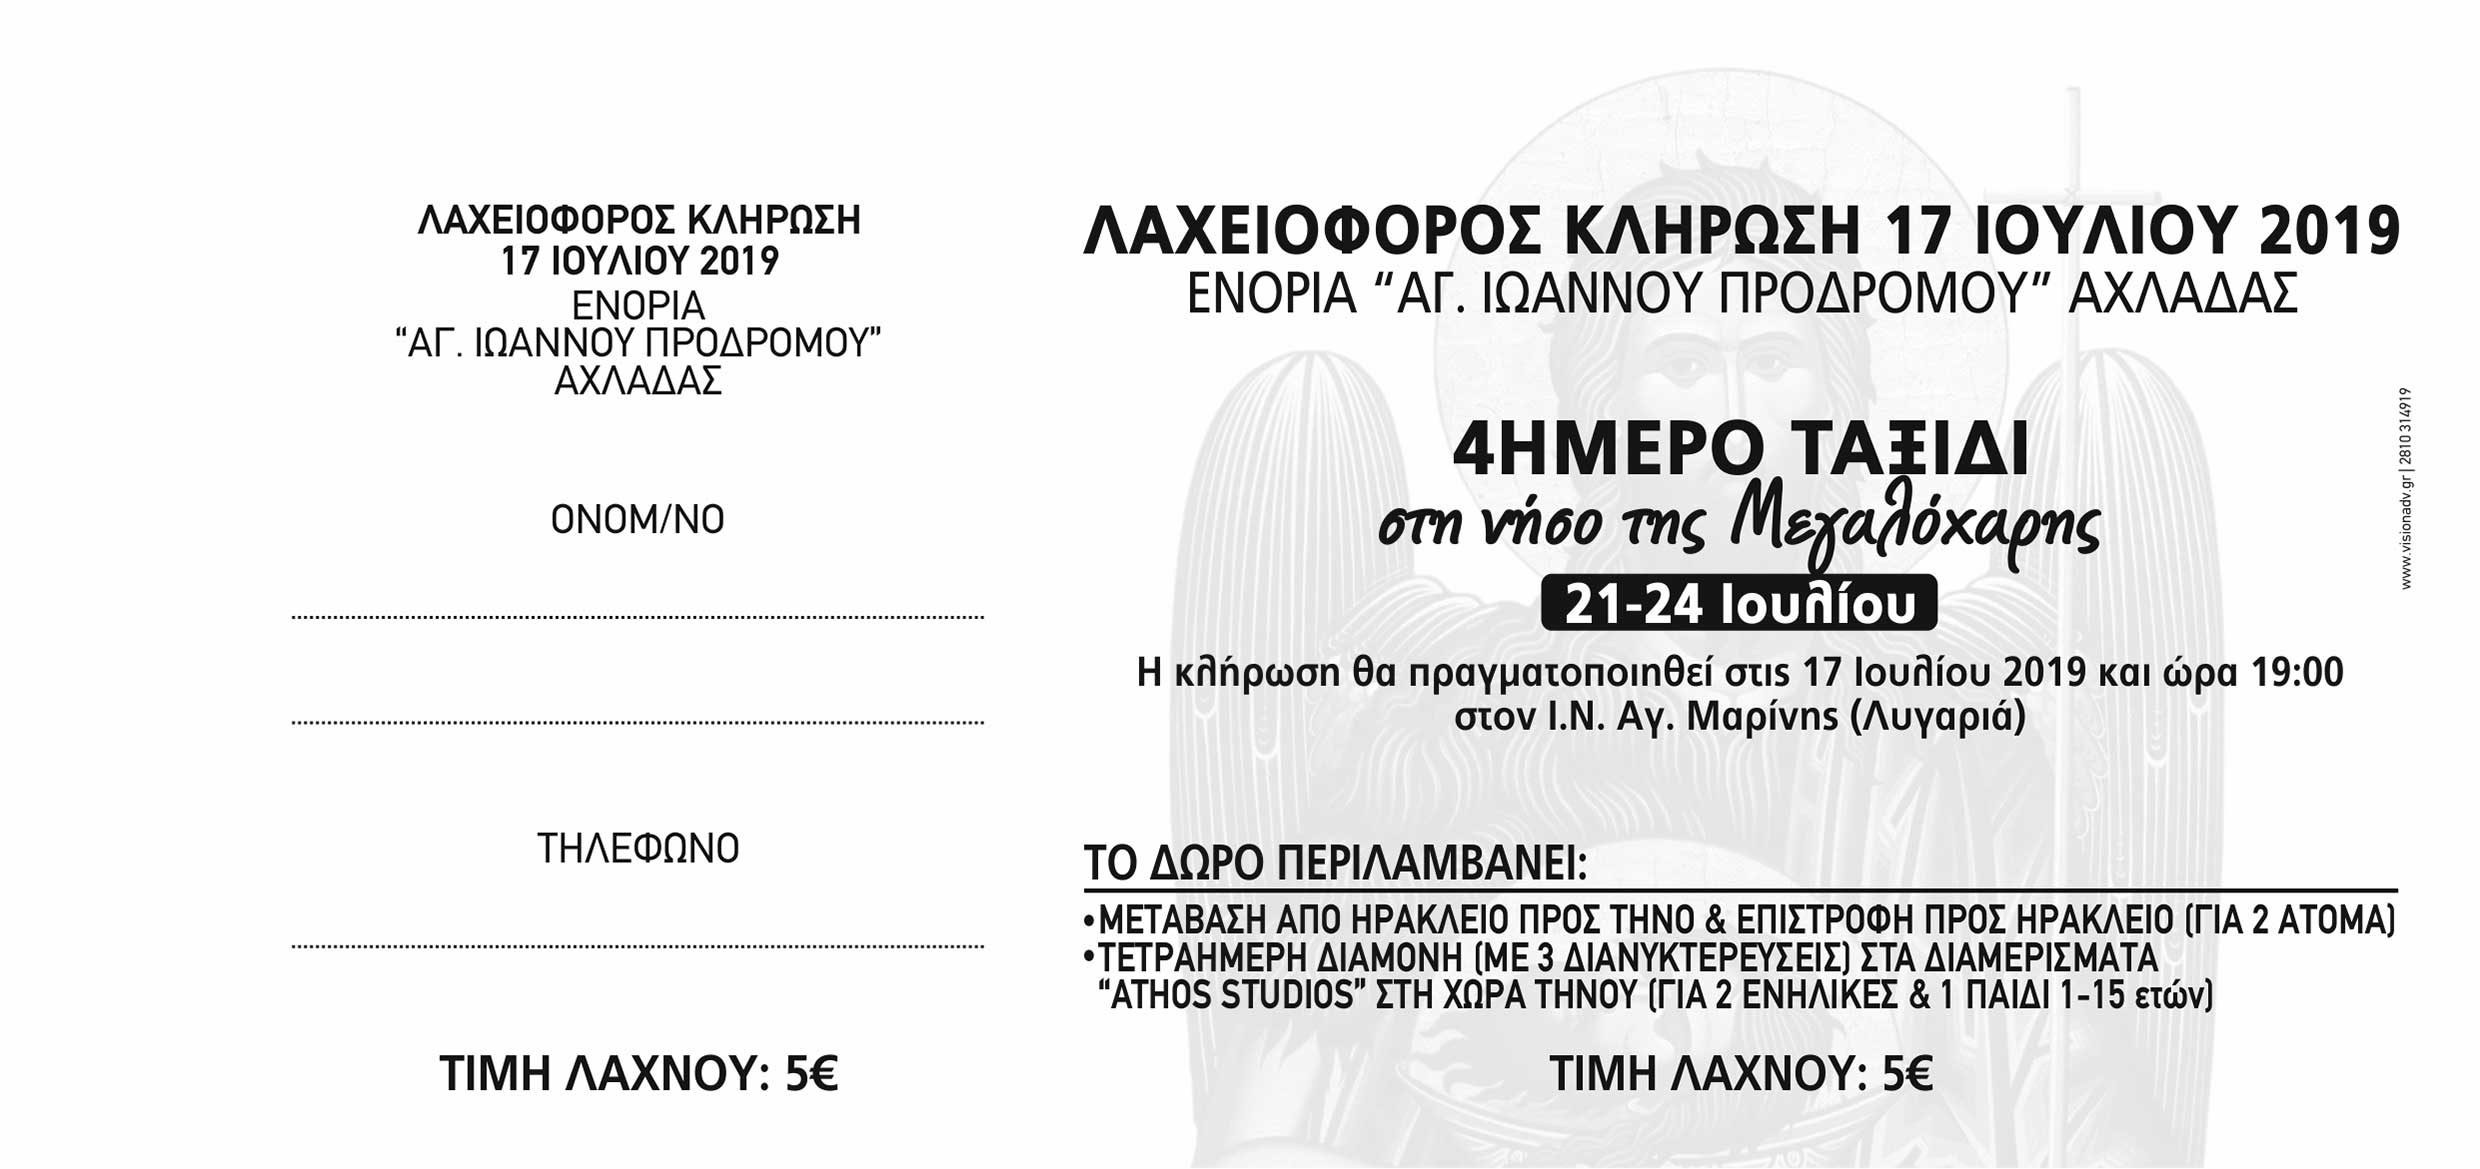 ΛΑΧΕΙΟΦΟΡΟΣ ΚΛΗΡΩΣΗ
17 ΙΟΥΛΙΟΥ 2019
ΕΝΟΡΙΑ
“ΑΓ. ΙΩΑΝΝΟΥ ΠΡΟΔΡΟΜΟΥ”
ΑΧΛΑΔΑΣ
ΟΝΟΜ/ΝΟ
ΤΗΛΕΦΩΝΟ
ΤΙΜΗ ΛΑΧΝΟΥ: 5€
ΛΑΧΕΙΟΦΟΡΟΣ ΚΛΗΡΩΣΗ 17 ΙΟΥΛΙΟΥ 2019
ΕΝΟΡΙΑ “ΑΓ. ΙΩΑΝΝΟΥ ΠΡΟΔΡΟΜΟΥ” ΑΧΛΑΔΑΣ
4ΗΜΕΡΟ ΤΑΞΙΔΙ
στη νήσο της Μεγαλόχαρης
21-24 Ιουλίου
Η κλήρωση θα πραγματοποιηθεί στις 17 Ιουλίου 2019 και ώρα 19:00
στον Ι.Ν. Αγ. Μαρίνης (Λυγαριά)
ΤΟ ΔΩΡΟ ΠΕΡΙΛΑΜΒΑΝΕΙ:
•ΜΕΤΑΒΑΣΗ ΑΠΟ ΗΡΑΚΛΕΙΟ ΠΡΟΣ ΤΗΝΟ & ΕΠΙΣΤΡΟΦΗ ΠΡΟΣ ΗΡΑΚΛΕΙΟ (ΓΙΑ 2 ΑΤΟΜΑ)
•ΤΕΤΡΑΗΜΕΡΗ ΔΙΑΜΟΝΗ (ΜΕ 3 ΔΙΑΝΥΚΤΕΡΕΥΣΕΙΣ) ΣΤΑ ΔΙΑΜΕΡΙΣΜΑΤΑ
“ATHOS STUDIOS” ΣΤΗ ΧΩΡΑ ΤΗΝΟΥ (ΓΙΑ 2 ΕΝΗΛΙΚΕΣ & 1 ΠΑΙΔΙ 1-15 ετών)
ΤΙΜΗ ΛΑΧΝΟΥ: 5€
www.visionadv.gr | 2810 314919